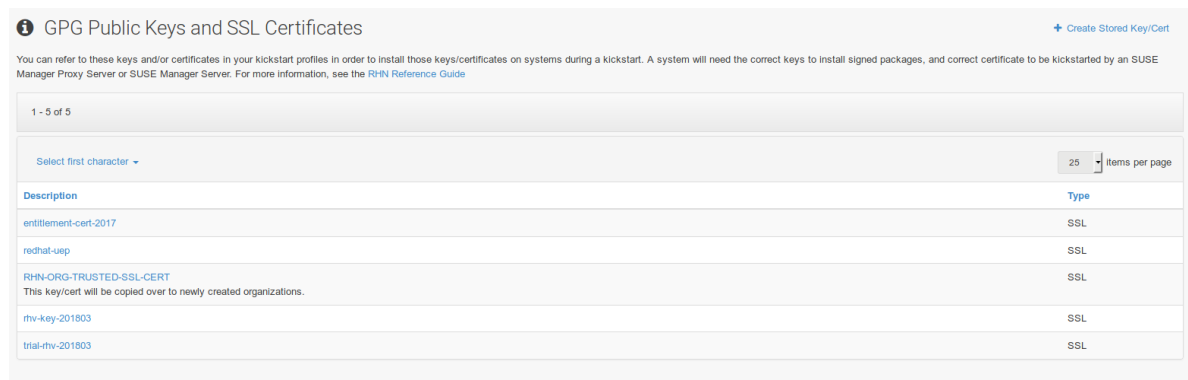 GPG Public Keys and SSL Certificates
+ Create Stored Key/Cert
You can refer to these keys and/or certificates in your kickstart profiles in order to install those keys/certificates on systems during a kickstart. A system will need the correct keys to install signed packages, and correct certificate to be kickstarted by an SUSE
Manager Proxy Server or SUSE Manager Server. For more information, see the RHN Reference Guide
1 - 5 of 5
Select first character
25 items per page
Description Type
entitlement-cert-2017 SSL
redhat-uep SSL
RHN-ORG-TRUSTED-SSL-CERT SSL
This key/cert will be copied over to newly created organizations.
rhv-key-201803 SSL
trial-rhv-201803 SSL